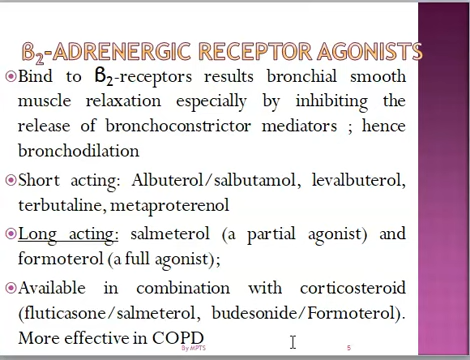 β₂-ADRENERGIC RECEPTOR AGONISTS
Bind to β₂-receptors results bronchial smooth
muscle relaxation especially by inhibiting the
release of bronchoconstrictor mediators ; hence
bronchodilation
Short acting: Albuterol/salbutamol, levalbuterol,
terbutaline, metaproterenol
Long acting: salmeterol (a partial agonist) and
formoterol (a full agonist);
Available in combination with corticosteroid
(fluticasone/salmeterol, budesonide/Formoterol).
More effective in COPD
By MPTS
5